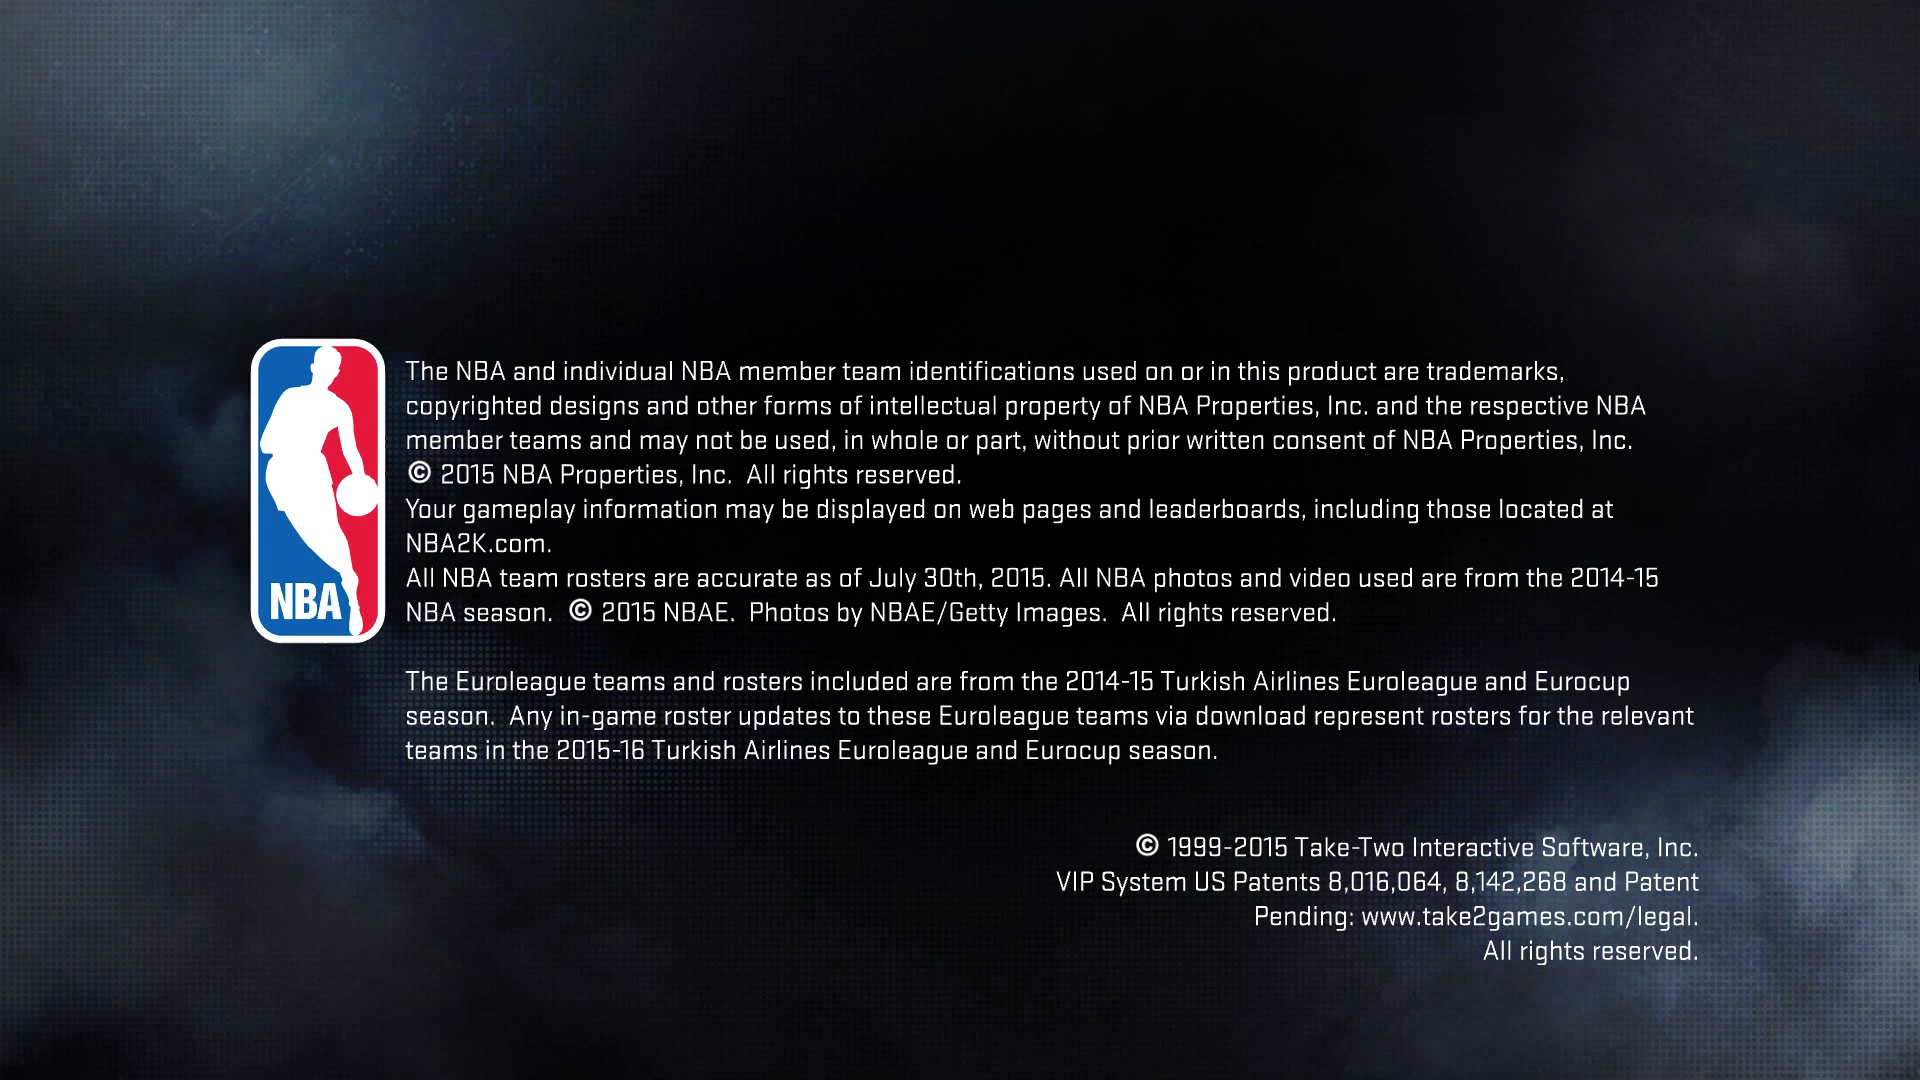 NBA
The NBA and individual NBA member team identifications used on or in this product are trademarks,
copyrighted designs and other forms of intellectual property of NBA Properties, Inc. and the respective NBA
member teams and may not be used, in whole or part, without prior written consent of NBA Properties, Inc.
© 2015 NBA Properties, Inc.  All rights reserved.
Your gameplay information may be displayed on web pages and leaderboards, including those located at
NBA2K.com.
All NBA team rosters are accurate as of July 30th, 2015. All NBA photos and video used are from the 2014-15
NBA season.  © 2015 NBAE.  Photos by NBAE/Getty Images.  All rights reserved.
The Euroleague teams and rosters included are from the 2014-15 Turkish Airlines Euroleague and Eurocup
season.  Any in-game roster updates to these Euroleague teams via download represent rosters for the relevant
teams in the 2015-16 Turkish Airlines Euroleague and Eurocup season.
© 1999-2015 Take-Two Interactive Software, Inc.
VIP System US Patents 8,016,064, 8,142,268 and Patent
Pending: www.take2games.com/legal.
All rights reserved.